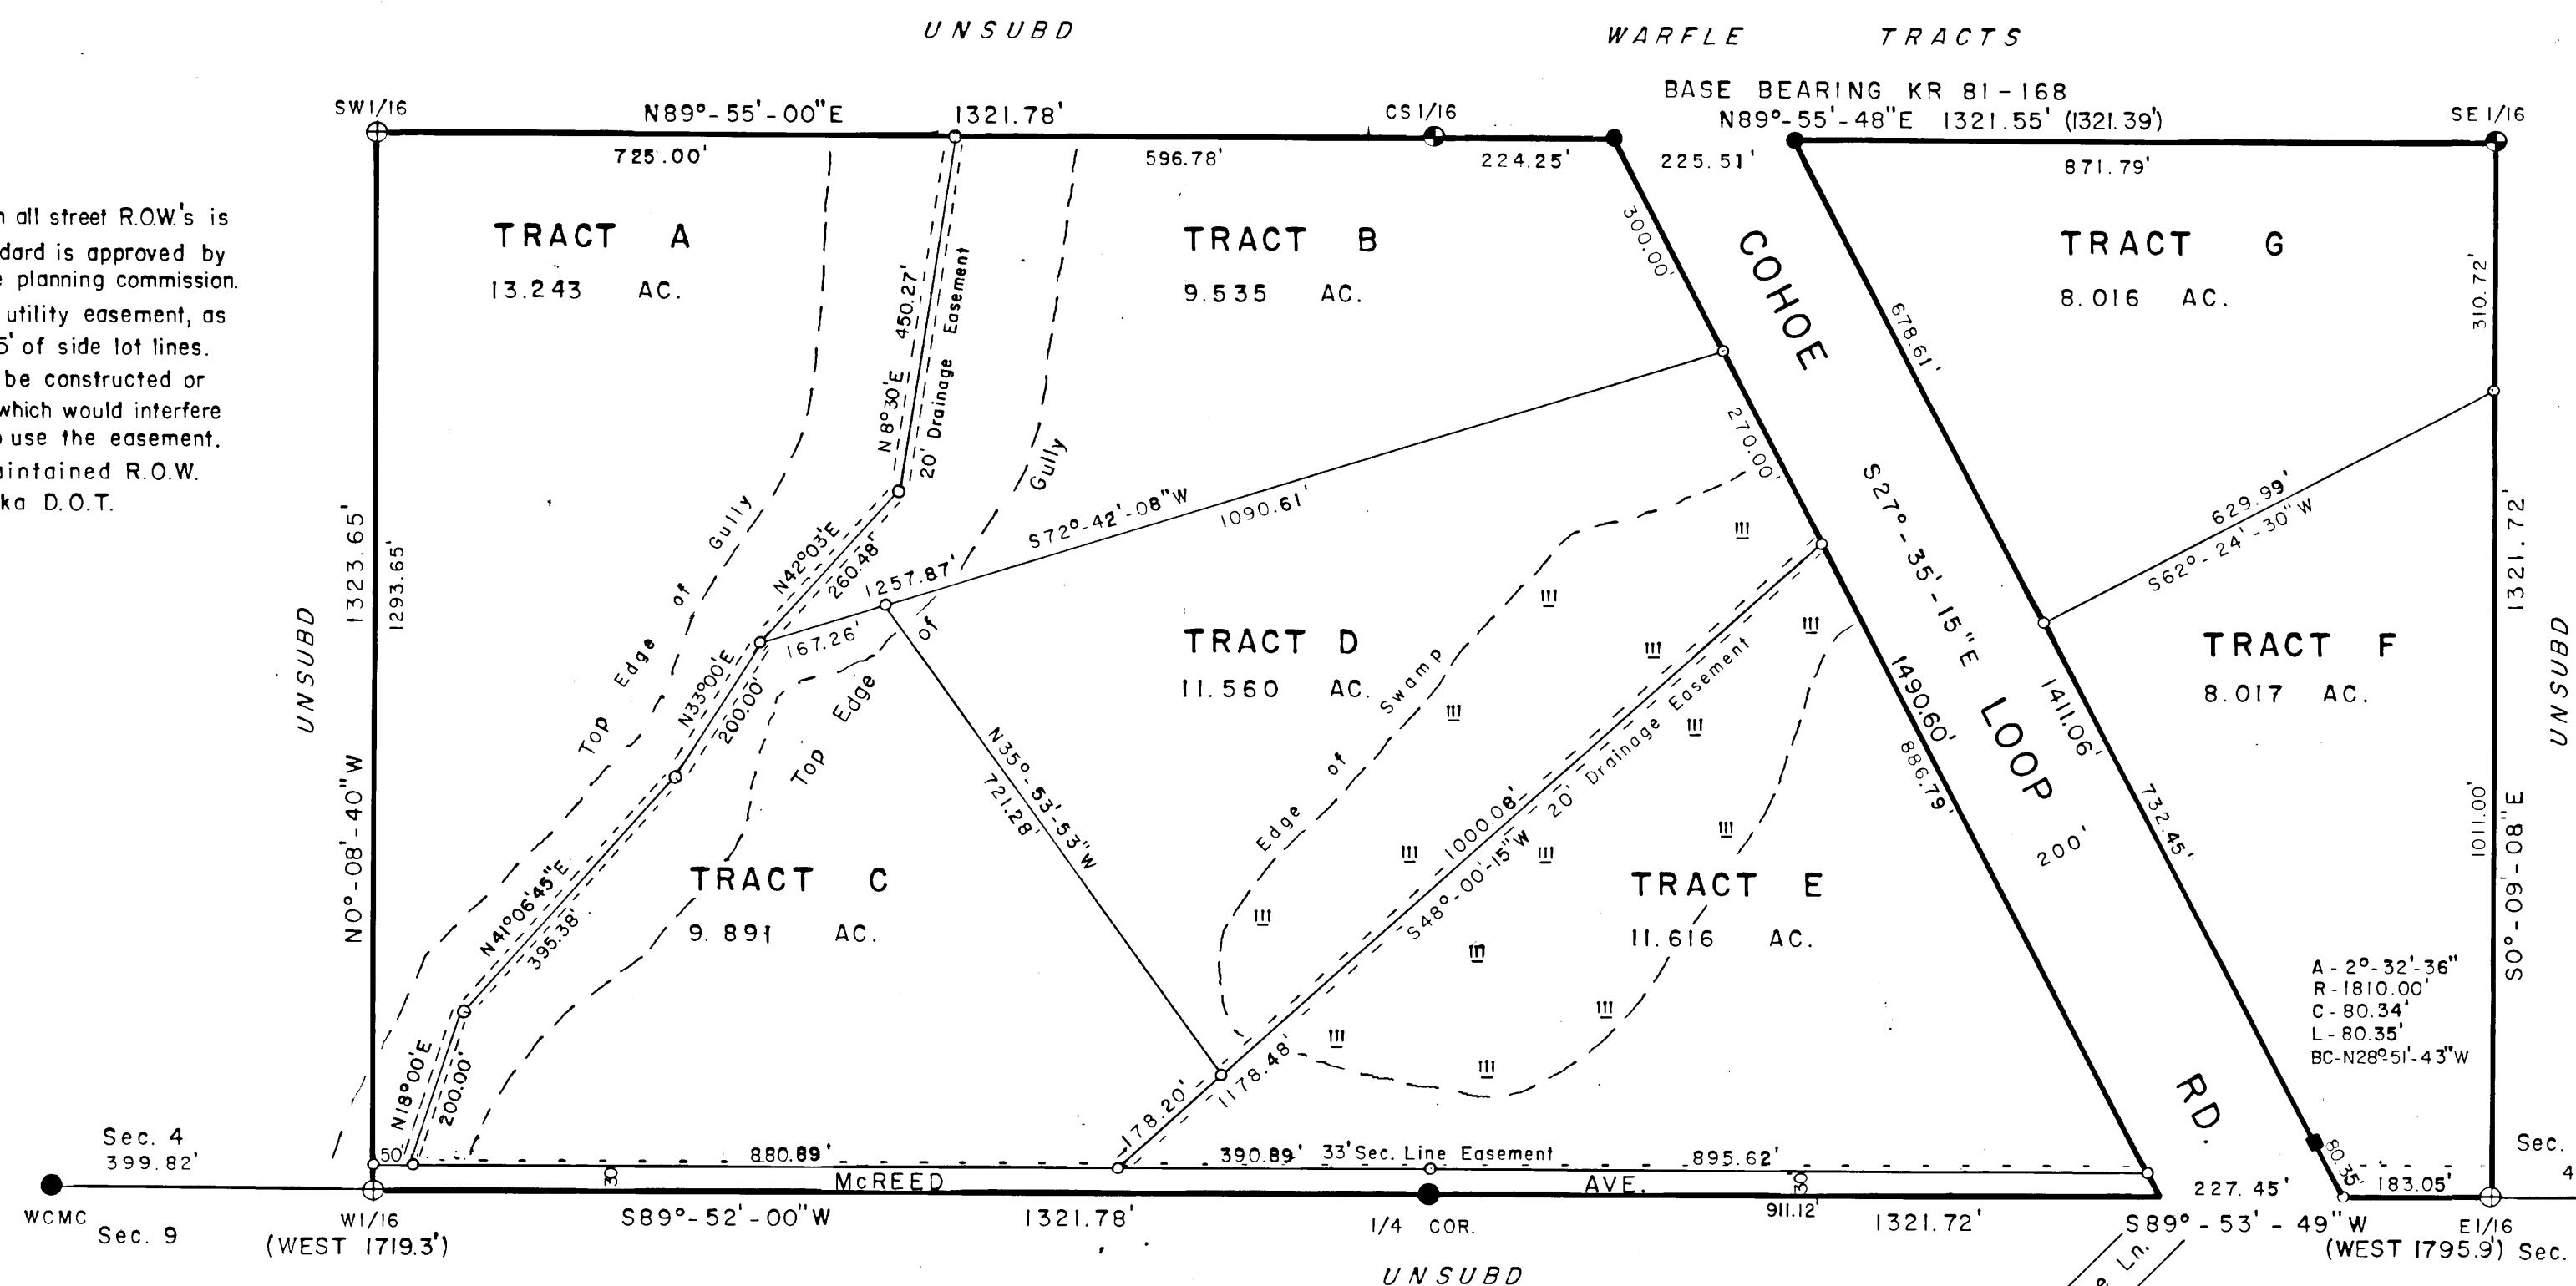 UNSUBD
WARFLE TRACTS
BASE BEARING KR 81-168
SW1/16
N89°-55'-00"E 1321.78'
CS1/16
N89°-55'-48"E 1321.55' (1321.39')
SE1/16
725.00'
596.78'
224.25'
225.51'
871.79'
all street R.O.W.'s is
dard is approved by
planning commission.
utility easement, as
5' of side lot lines.
be constructed or
which would interfere
use the easement.
aintained R.O.W.
ka D.O.T.
TRACT A
13.243 AC.
TRACT B
9.535 AC.
TRACT G
8.016 AC.
N8°30'E 450.27'
20' Drainage Easement
300.00'
COHOE
678.61'
310.72'
270.00'
Top Edge of Gully
Top Edge of Gully
N42°03'E
260.48'
1257.87'
S72°-42'-08"W
1090.61'
167.26'
629.99'
S62°-24'-30"W
S27°-35'-15"E
1323.65'
1293.65'
UNSUBD
N0°-08'-40"W
N33°00'E
200.00'
TRACT D
11.560 AC.
Edge of Swamp
TRACT F
8.017 AC.
1321.72'
UNSUBD
N35°-53'-53"W
721.28'
1000.08'
S48°-00'-15"W
20' Drainage Easement
1490.60'
886.79'
LOOP
1411.06'
732.45'
200'
1011.00'
S0°-09'-08"E
TRACT C
9.891 AC.
N41°06'45"E
395.38'
TRACT E
11.616 AC.
A - 2°-32'-36"
R - 1810.00'
C - 80.34'
L - 80.35'
BC-N28°51'-43"W
N18°00'E
200.00'
178.20'
1178.48'
RD.
80.35'
Sec. 4
399.82'
50'
880.89'
390.89'
33' Sec. Line Easement
895.62'
Sec.
4
30
McREED
AVE.
30
227.45'
183.05'
WCMC
Sec. 9
W1/16
(WEST 1719.3')
S89°-52'-00"W
1321.78'
1/4 COR.
911.12'
1321.72'
S89°-53'-49"W
E1/16
(WEST 1795.9')
Sec.
Ln.
UNSUBD